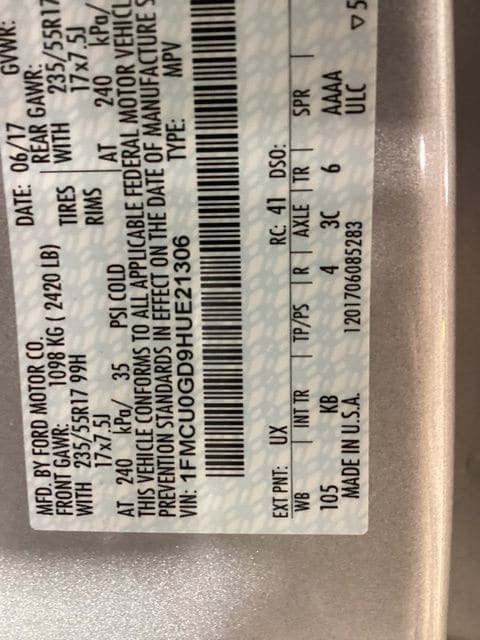 MFD. BY FORD MOTOR CO. DATE: 06/17 GVWR:
FRONT GAWR: 1098 KG ( 2420 LB) REAR GAWR:
WITH 235/55R17 99H TIRES WITH 235/55R17
17x7.5J RIMS 17x7.5J
AT 240 kPa/ 35 PSI COLD AT 240 kPa/
THIS VEHICLE CONFORMS TO ALL APPLICABLE FEDERAL MOTOR VEHICL
PREVENTION STANDARDS IN EFFECT ON THE DATE OF MANUFACTURE S
VIN: 1FMCU0GD9HUE21306 TYPE: MPV
EXT PNT: UX RC: 41 DSO:
WB | INT TR | TP/PS | R | AXLE | TR | SPR |
105 KB 4 3C 6 AAAA
MADE IN U.S.A. ULC
1201706085283 ▽5